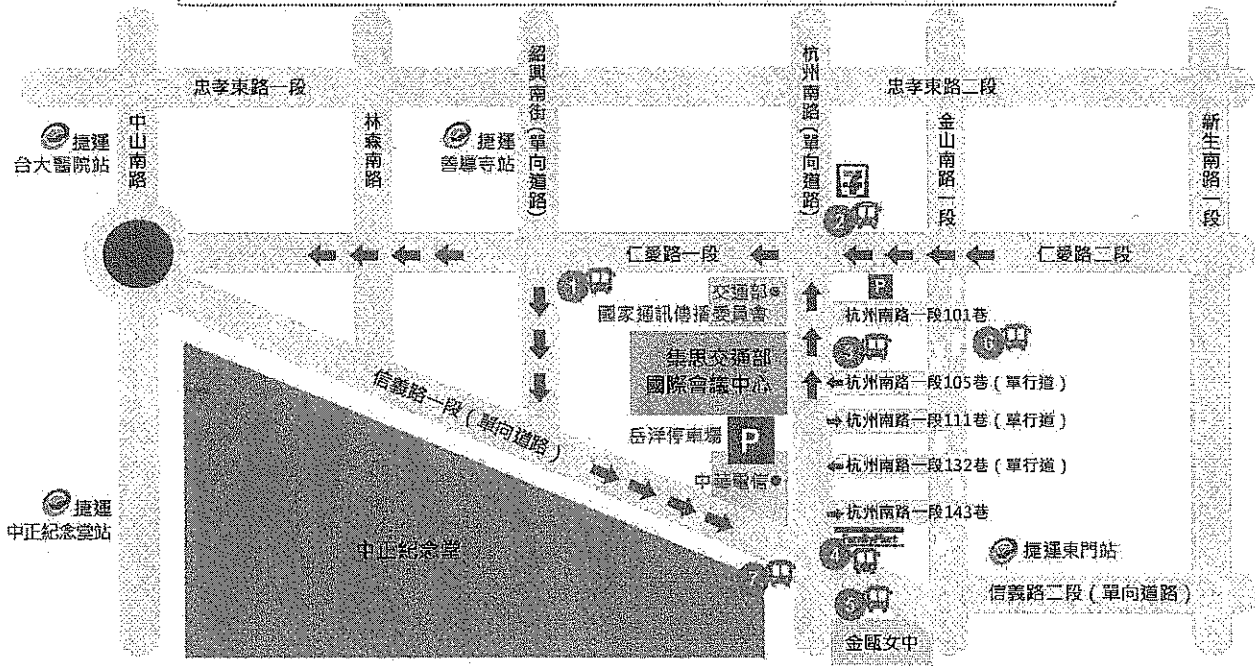 忠孝東路一段
忠孝東路二段
中山南路
林森南路
紹興南街(單向道路)
杭州南路(單向道路)
金山南路一段
新生南路一段
捷運
台大醫院站
捷運
善導寺站
7
2
仁愛路一段
仁愛路二段
1
交通部
國家通訊傳播委員會
P
杭州南路一段101巷
3
6
集思交通部
國際會議中心
杭州南路一段105巷(單行道)
信義路一段(單向道路)
岳洋停車場
P
杭州南路一段111巷(單行道)
中華電信
杭州南路一段132巷(單行道)
杭州南路一段143巷
捷運
中正紀念堂站
中正紀念堂
FamilyMart
4
捷運東門站
7
5
信義路二段(單向道路)
金甌女中